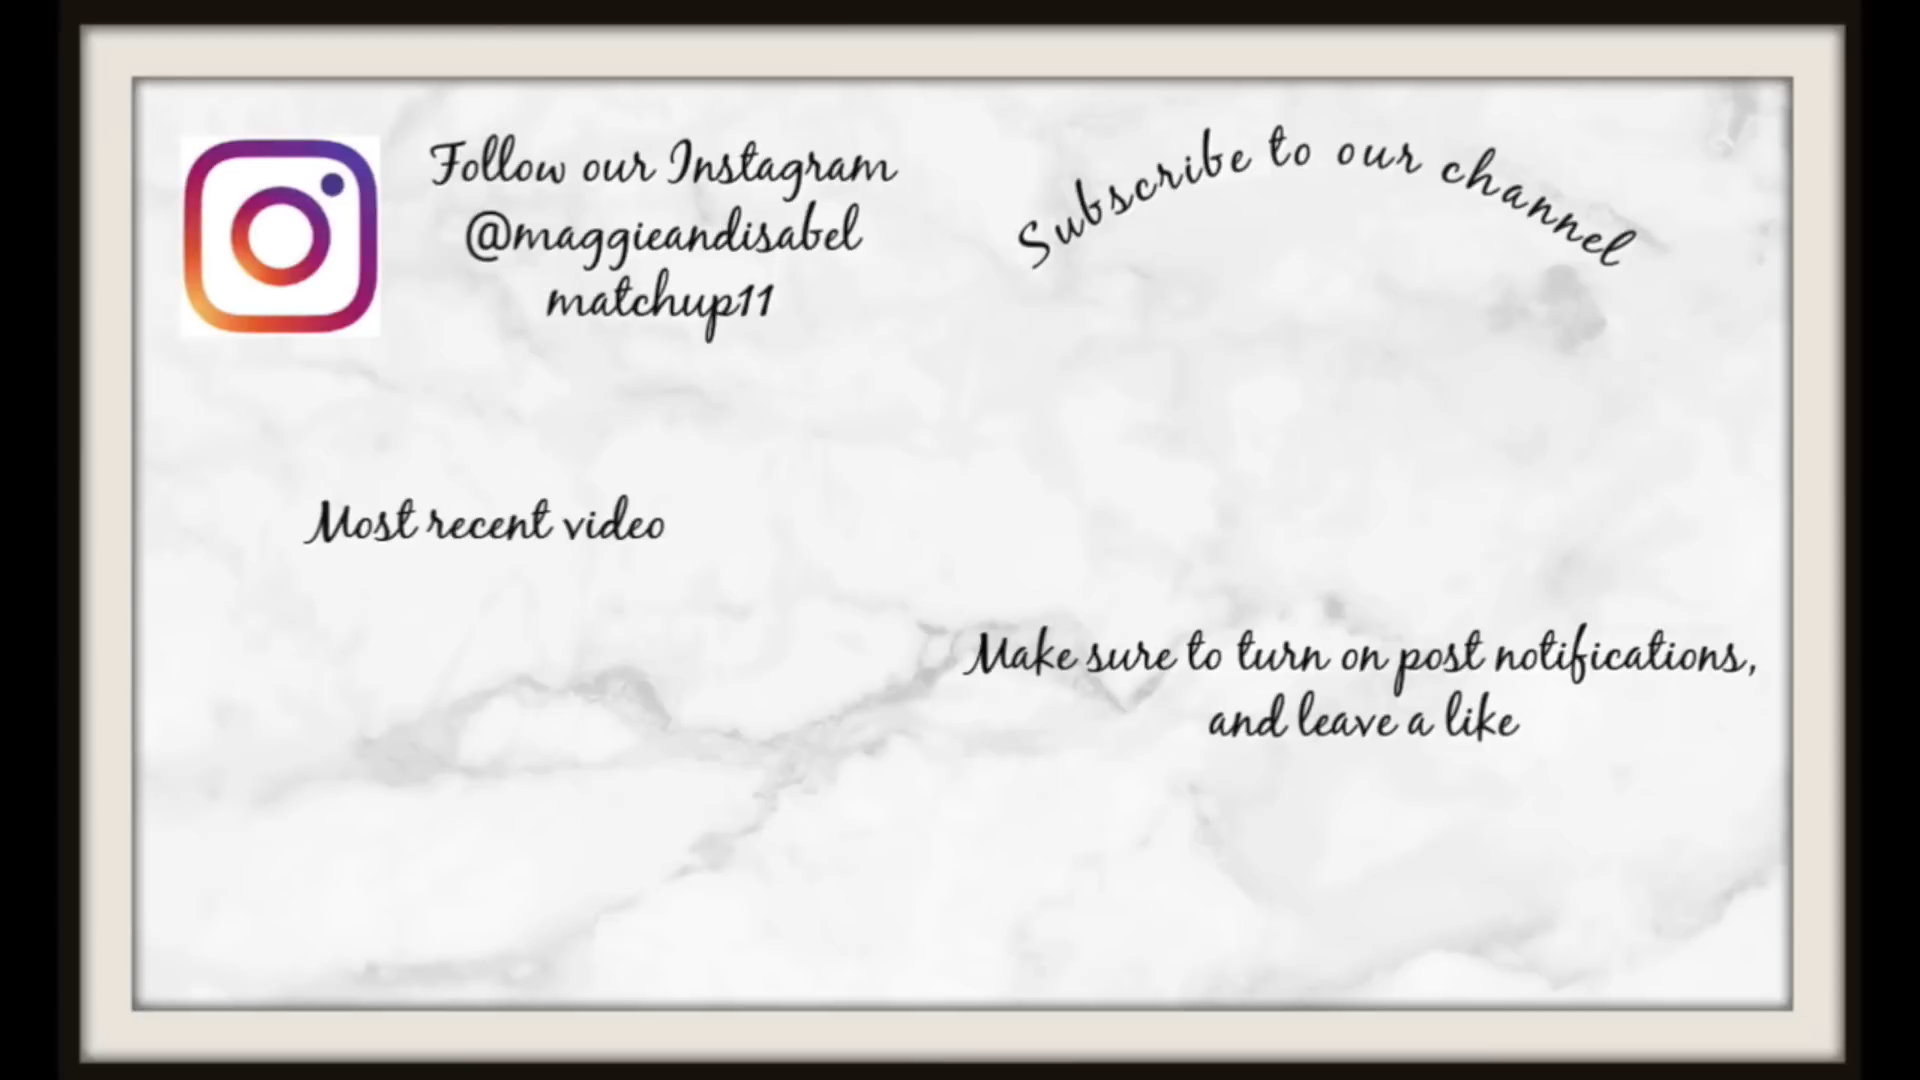 Follow our Instagram
@maggieandisabel
matchup11
Subscribe to our channel
Most recent video
Make sure to turn on post notifications,
and leave a like